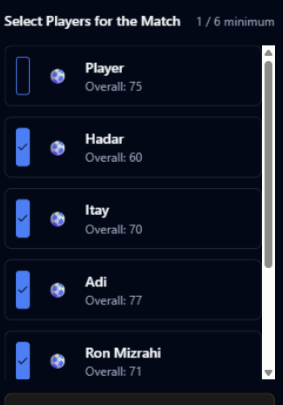 Select Players for the Match 1 / 6 minimum
Player
Overall: 75
Hadar
Overall: 60
Itay
Overall: 70
Adi
Overall: 77
Ron Mizrahi
Overall: 71